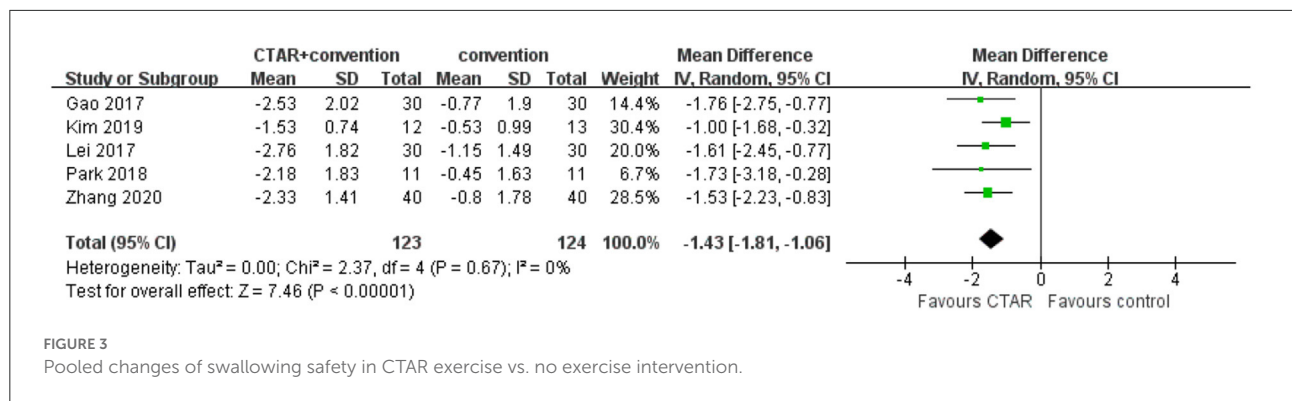 CTAR+convention convention Mean Difference Mean Difference
Study or Subgroup Mean SD Total Mean SD Total Weight IV, Random, 95% CI IV, Random, 95% CI
Gao 2017 -2.53 2.02 30 -0.77 1.9 30 14.4% -1.76 [-2.75, -0.77]
Kim 2019 -1.53 0.74 12 -0.53 0.99 13 30.4% -1.00 [-1.68, -0.32]
Lei 2017 -2.76 1.82 30 -1.15 1.49 30 20.0% -1.61 [-2.45, -0.77]
Park 2018 -2.18 1.83 11 -0.45 1.63 11 6.7% -1.73 [-3.18, -0.28]
Zhang 2020 -2.33 1.41 40 -0.8 1.78 40 28.5% -1.53 [-2.23, -0.83]
Total (95% CI) 123 124 100.0% -1.43 [-1.81, -1.06]
Heterogeneity: Tau² = 0.00; Chi² = 2.37, df = 4 (P = 0.67); I² = 0%
Test for overall effect: Z = 7.46 (P < 0.00001)
-4 -2 0 2 4
Favours CTAR Favours control
FIGURE 3
Pooled changes of swallowing safety in CTAR exercise vs. no exercise intervention.